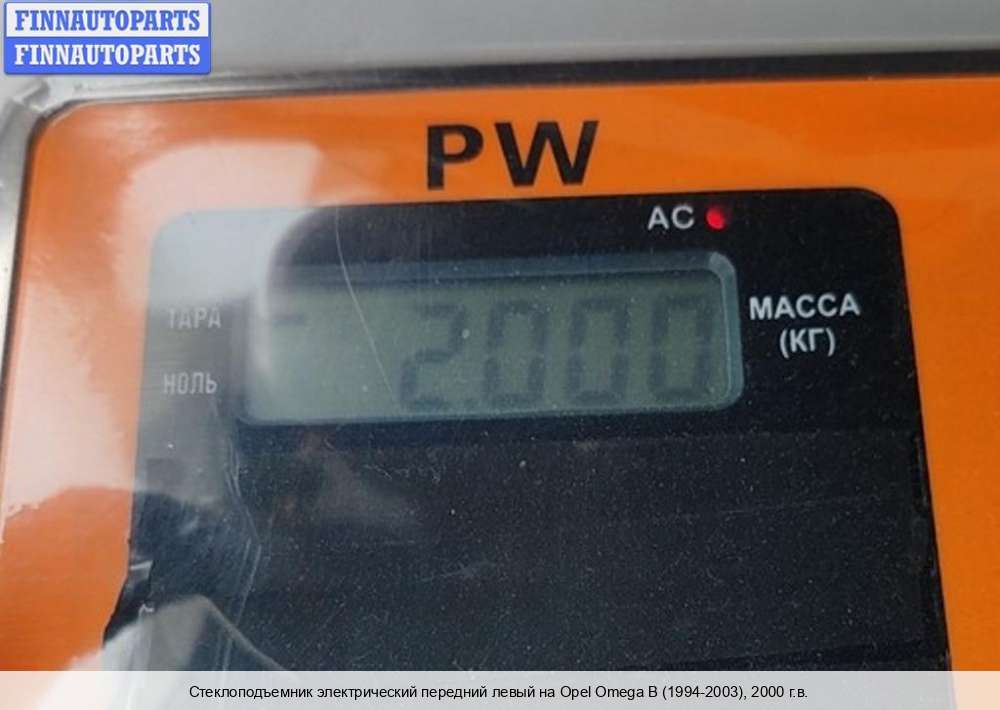 FINNAUTOPARTS
FINNAUTOPARTS
PW
AC
ТАРА
2.000
МАССА
(КГ)
НОЛЬ
Стеклоподъемник электрический передний левый на Opel Omega B (1994-2003), 2000 г.в.